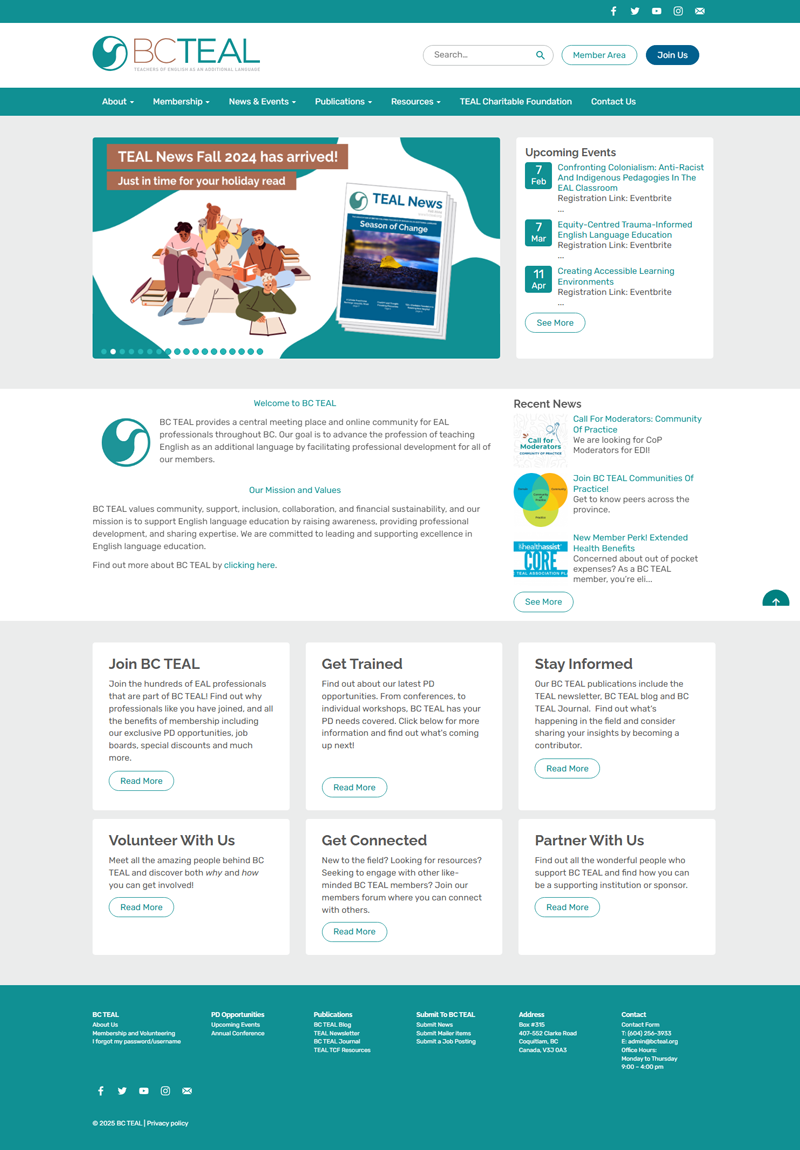 BCTEAL
TEACHERS OF ENGLISH AS AN ADDITIONAL LANGUAGE
Search...
Member Area
Join Us
About
Membership
News & Events
Publications
Resources
TEAL Charitable Foundation
Contact Us
TEAL News Fall 2024 has arrived!
Just in time for your holiday read
TEAL News
Season of Change
Upcoming Events
7
Feb
Confronting Colonialism: Anti-Racist
And Indigenous Pedagogies In The
EAL Classroom
Registration Link: Eventbrite
...
7
Mar
Equity-Centred Trauma-Informed
English Language Education
Registration Link: Eventbrite
...
11
Apr
Creating Accessible Learning
Environments
Registration Link: Eventbrite
...
See More
Welcome to BC TEAL
BC TEAL provides a central meeting place and online community for EAL
professionals throughout BC. Our goal is to advance the profession of teaching
English as an additional language by facilitating professional development for all of
our members.
Our Mission and Values
BC TEAL values community, support, inclusion, collaboration, and financial sustainability, and our
mission is to support English language education by raising awareness, providing professional
development, and sharing expertise. We are committed to leading and supporting excellence in
English language education.
Find out more about BC TEAL by clicking here.
Recent News
Call for
Moderators
COMMUNITY OF PRACTICE
Call For Moderators: Community
Of Practice
We are looking for CoP
Moderators for EDI!
Join BC TEAL Communities Of
Practice!
Get to know peers across the
province.
healthassist
CORE
TEAL ASSOCIATION PL
New Member Perk! Extended
Health Benefits
Concerned about out of pocket
expenses? As a BC TEAL
member, you're eli...
See More
Join BC TEAL
Join the hundreds of EAL professionals
that are part of BC TEAL! Find out why
professionals like you have joined, and all
the benefits of membership including
our exclusive PD opportunities, job
boards, special discounts and much
more.
Read More
Get Trained
Find out about our latest PD
opportunities. From conferences, to
individual workshops, BC TEAL has your
PD needs covered. Click below for more
information and find out what's coming
up next!
Read More
Stay Informed
Our BC TEAL publications include the
TEAL newsletter, BC TEAL blog and BC
TEAL Journal. Find out what's
happening in the field and consider
sharing your insights by becoming a
contributor.
Read More
Volunteer With Us
Meet all the amazing people behind BC
TEAL and discover both why and how
you can get involved!
Read More
Get Connected
New to the field? Looking for resources?
Seeking to engage with other like-
minded BC TEAL members? Join our
members forum where you can connect
with others.
Read More
Partner With Us
Find out all the wonderful people who
support BC TEAL and find how you can
be a supporting institution or sponsor.
Read More
BC TEAL
About Us
Membership and Volunteering
I forgot my password/username
PD Opportunities
Upcoming Events
Annual Conference
Publications
BC TEAL Blog
TEAL Newsletter
BC TEAL Journal
TEAL TCF Resources
Submit To BC TEAL
Submit News
Submit Mailer Items
Submit a Job Posting
Address
Box #315
407-552 Clarke Road
Coquitlam, BC
Canada, V3J 0A3
Contact
Contact Form
T: (604) 256-3933
E: admin@bcteal.org
Office Hours:
Monday to Thursday
9:00 – 4:00 pm
© 2025 BC TEAL | Privacy policy